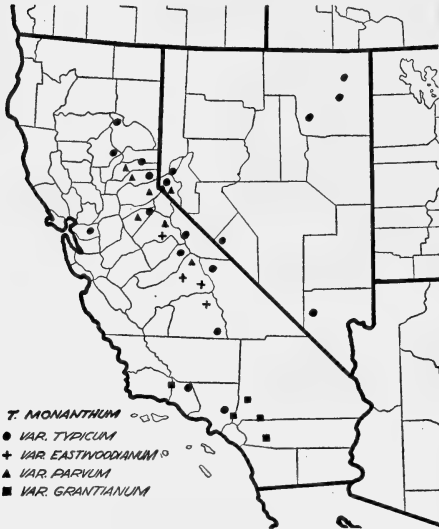 T. MONANTHUM
VAR. TYPICUM
VAR. EASTWOODIANUM
VAR. PARVUM
VAR. GRANTIANUM